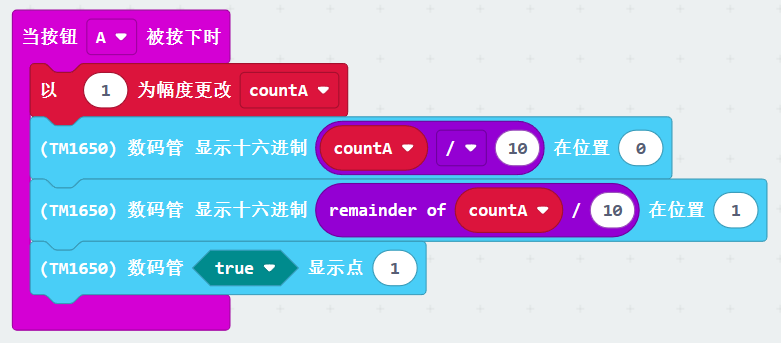 当按钮 A 被按下时
以 1 为幅度更改 countA
(TM1650) 数码管 显示十六进制 countA / 10 在位置 0
(TM1650) 数码管 显示十六进制 remainder of countA / 10 在位置 1
(TM1650) 数码管 true 显示点 1